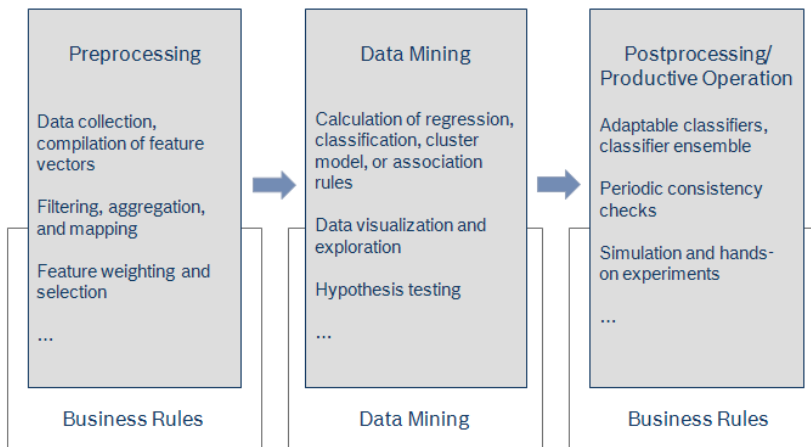 Preprocessing
Data collection,
compilation of feature
vectors
Filtering, aggregation,
and mapping
Feature weighting and
selection
...
Business Rules
Data Mining
Calculation of regression,
classification, cluster
model, or association
rules
Data visualization and
exploration
Hypothesis testing
...
Data Mining
Postprocessing/
Productive Operation
Adaptable classifiers,
classifier ensemble
Periodic consistency
checks
Simulation and hands-
on experiments
...
Business Rules